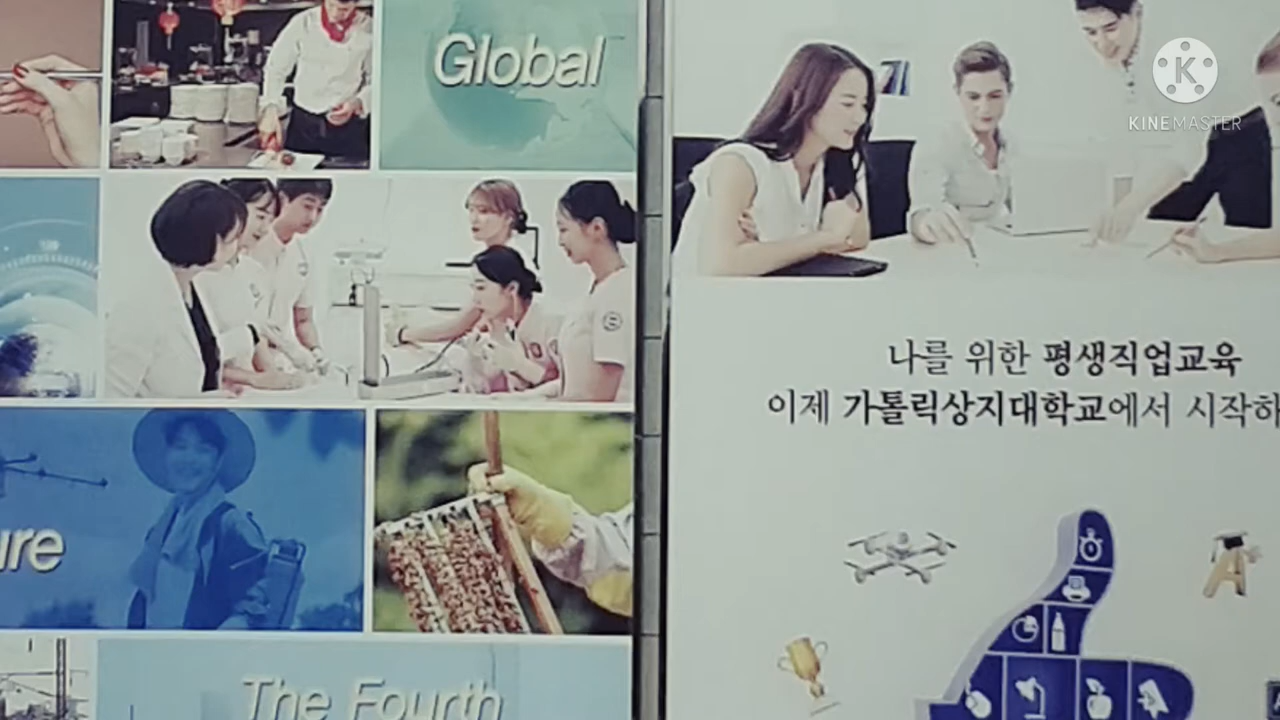 Global
K
KINEMASTER
나를 위한 평생직업교육
이제 가톨릭상지대학교에서 시작하
ure
The Fourth
A